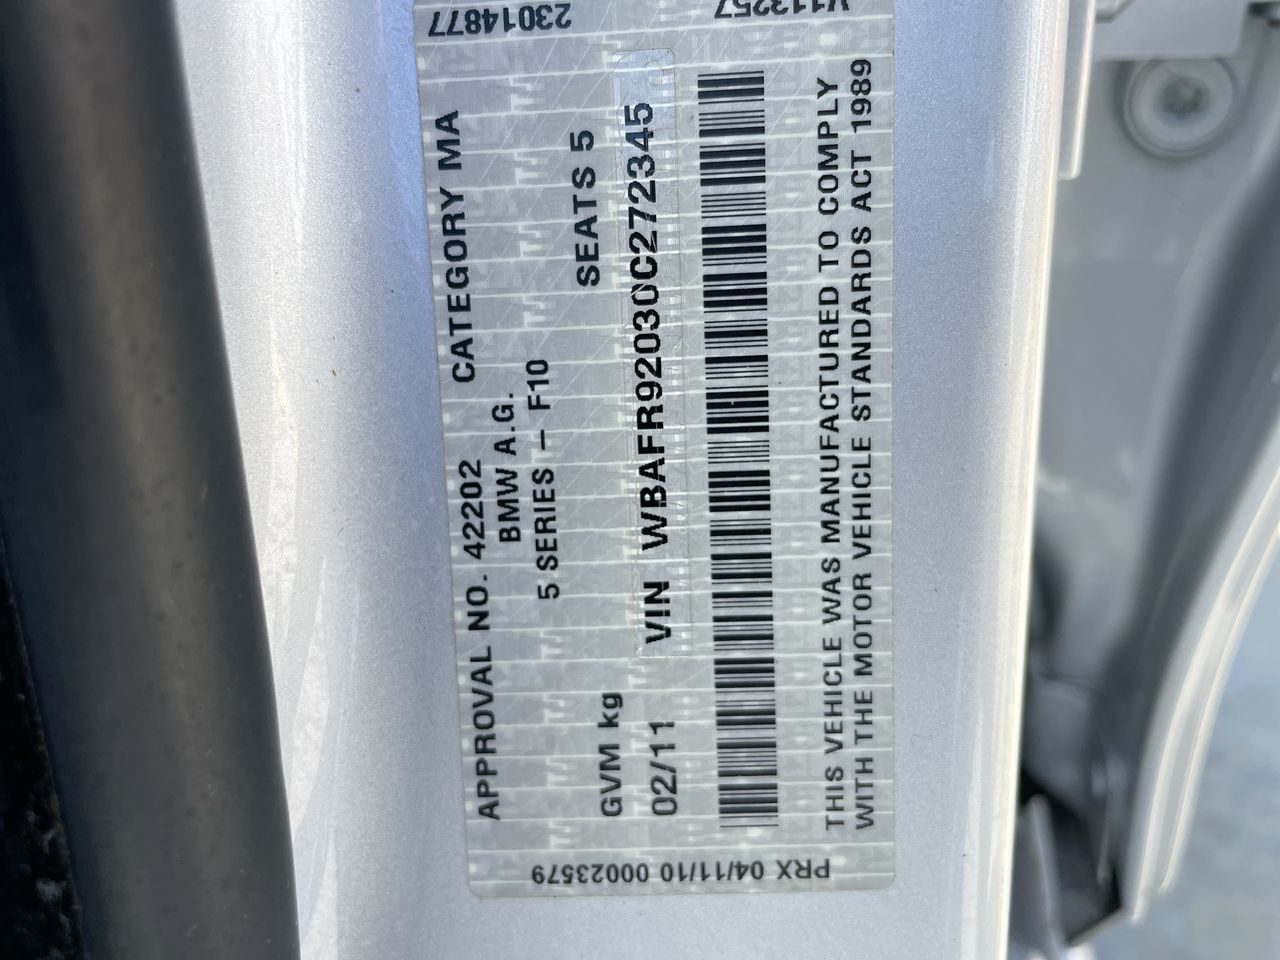 APPROVAL NO. 42202 CATEGORY MA
BMW A.G.
5 SERIES – F10
GVM kg SEATS 5
02/11 VIN WBAFR92030C272345
THIS VEHICLE WAS MANUFACTURED TO COMPLY
WITH THE MOTOR VEHICLE STANDARDS ACT 1989
PRX 04/11/10 00023579
23014877
V113257